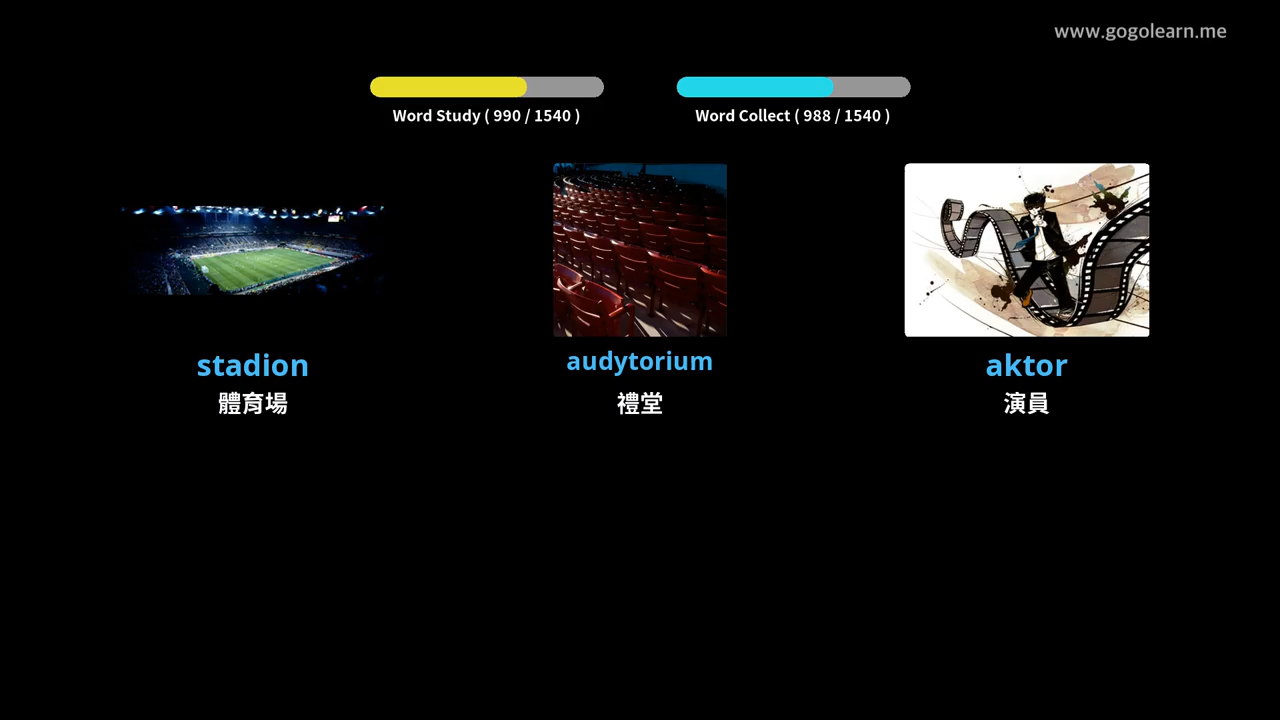 www.gogolearn.me
Word Study ( 990 / 1540 )
Word Collect ( 988 / 1540 )
stadion
audytorium
aktor
體育場
禮堂
演員